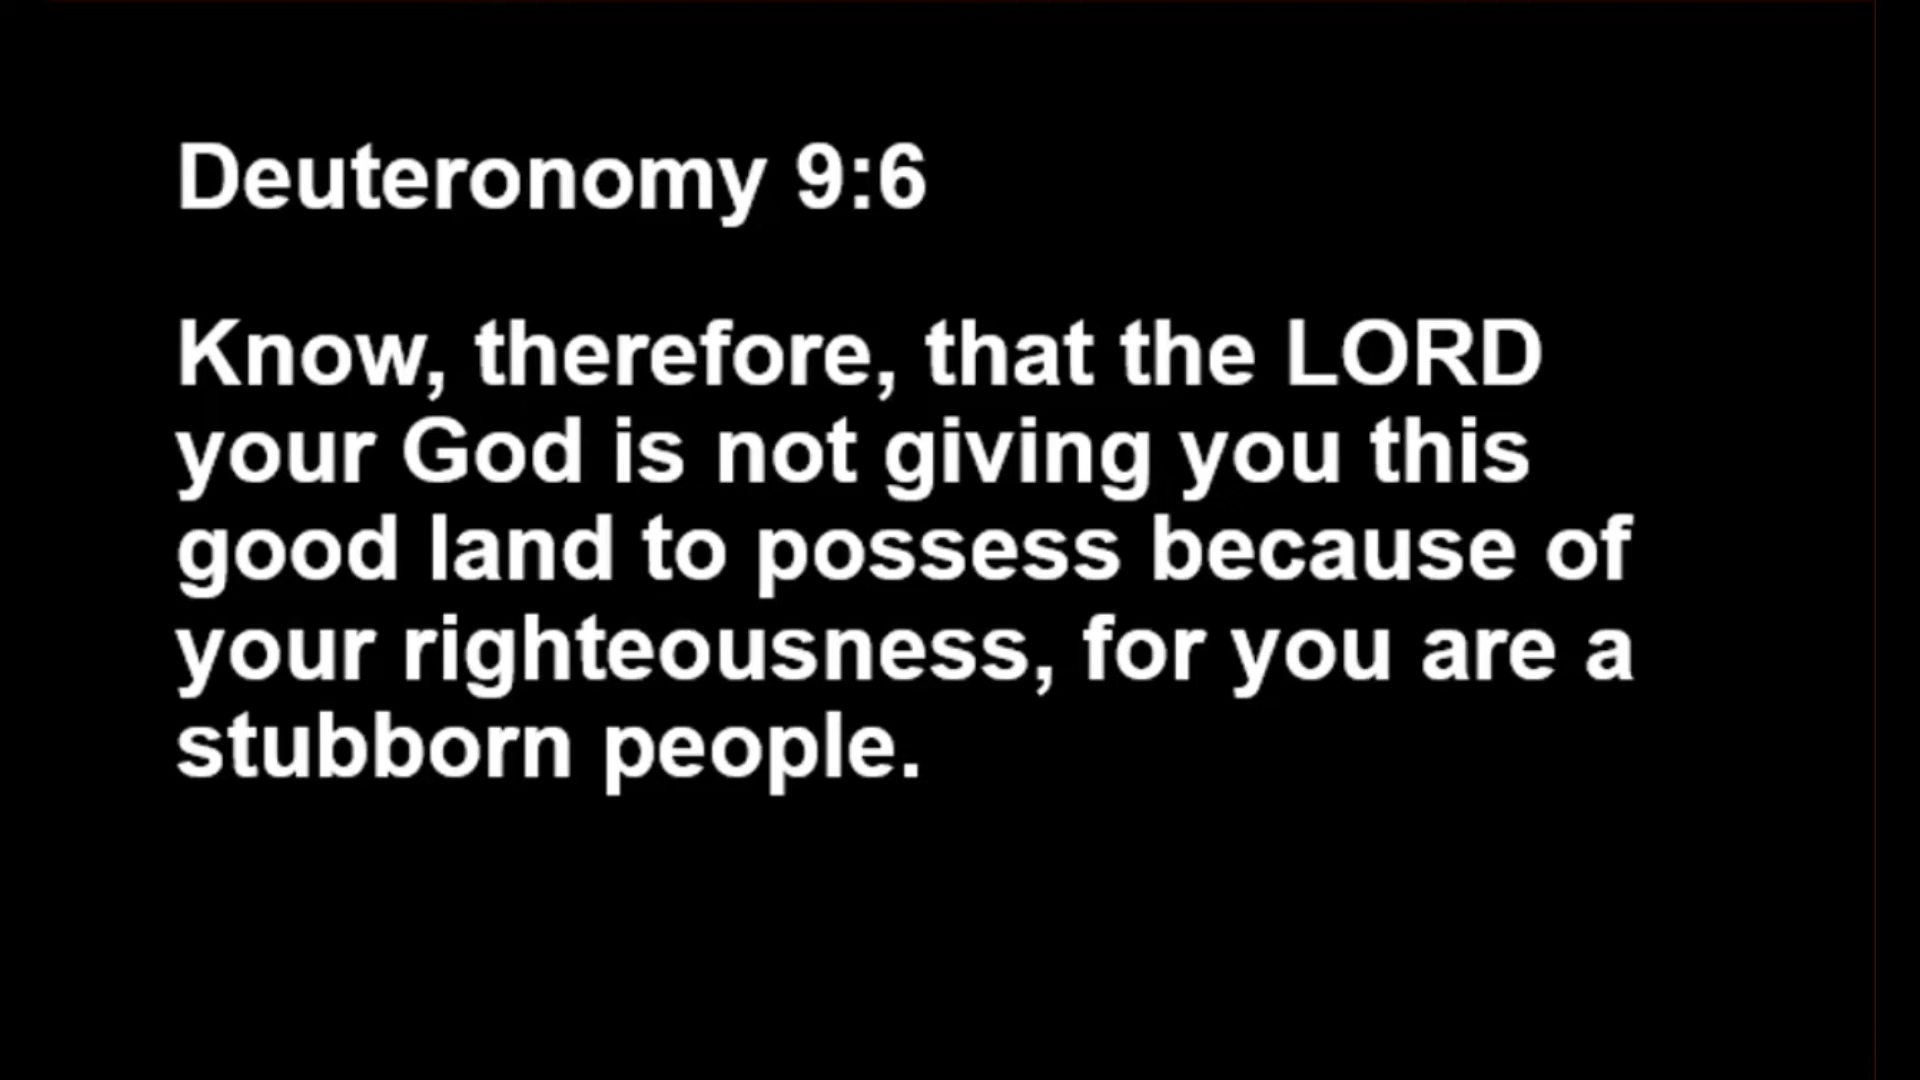 Deuteronomy 9:6
Know, therefore, that the LORD
your God is not giving you this
good land to possess because of
your righteousness, for you are a
stubborn people.